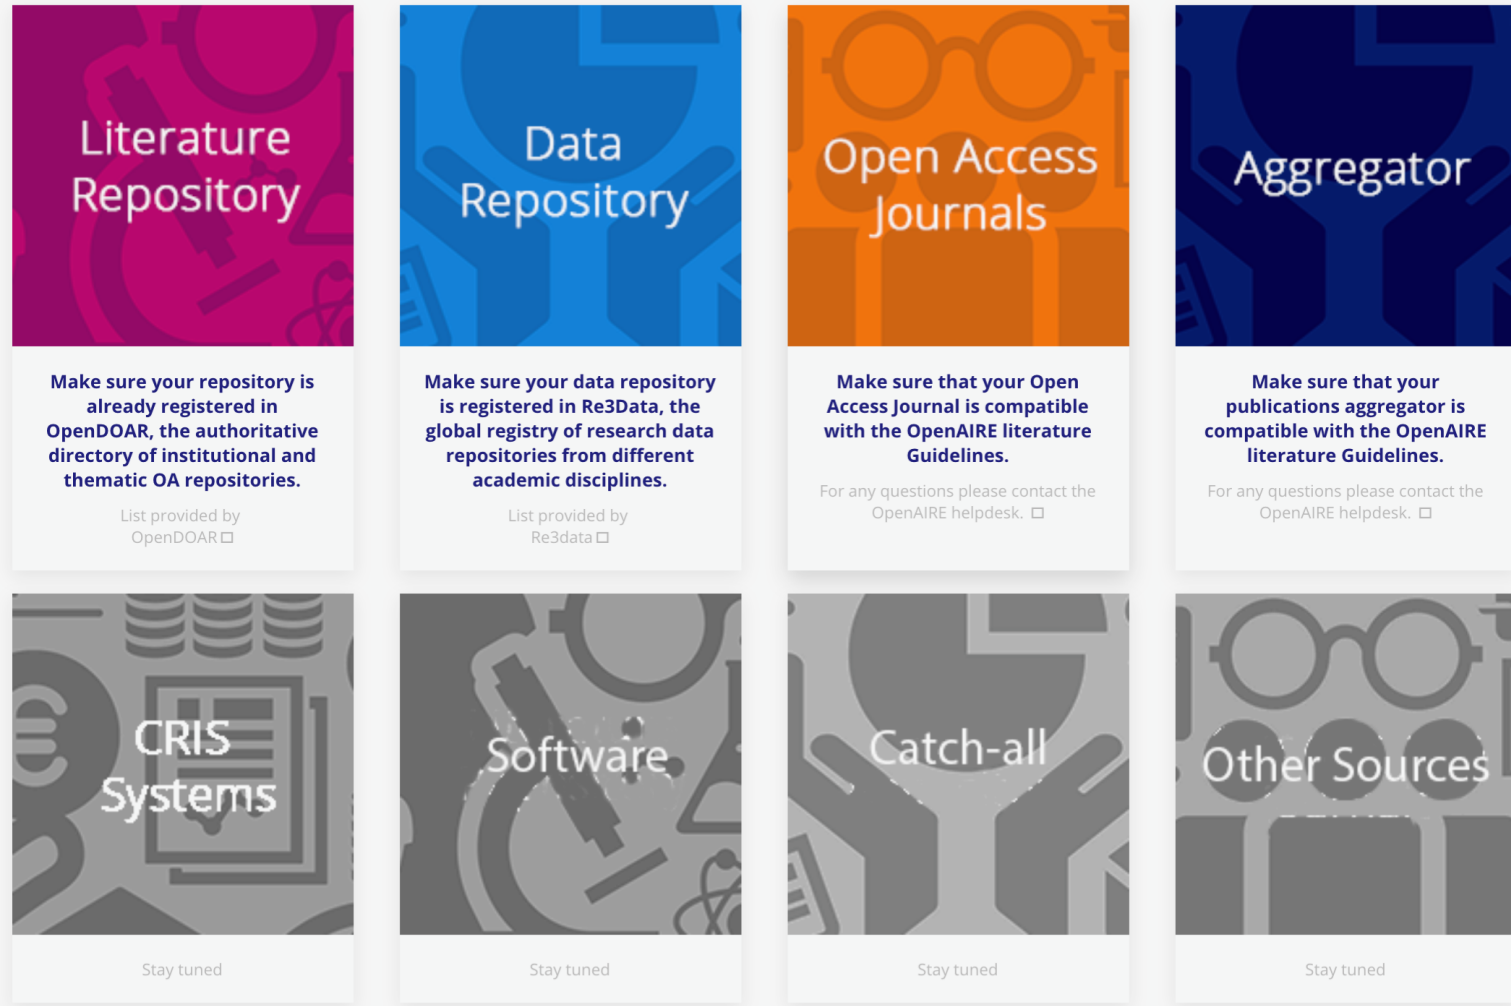 Literature
Repository
Make sure your repository is
already registered in
OpenDOAR, the authoritative
directory of institutional and
thematic OA repositories.
List provided by
OpenDOAR
Data
Repository
Make sure your data repository
is registered in Re3Data, the
global registry of research data
repositories from different
academic disciplines.
List provided by
Re3data
Open Access
Journals
Make sure that your Open
Access Journal is compatible
with the OpenAIRE literature
Guidelines.
For any questions please contact the
OpenAIRE helpdesk.
Aggregator
Make sure that your
publications aggregator is
compatible with the OpenAIRE
literature Guidelines.
For any questions please contact the
OpenAIRE helpdesk.
CRIS
Systems
Stay tuned
Software
Stay tuned
Catch-all
Stay tuned
Other Sources
Stay tuned